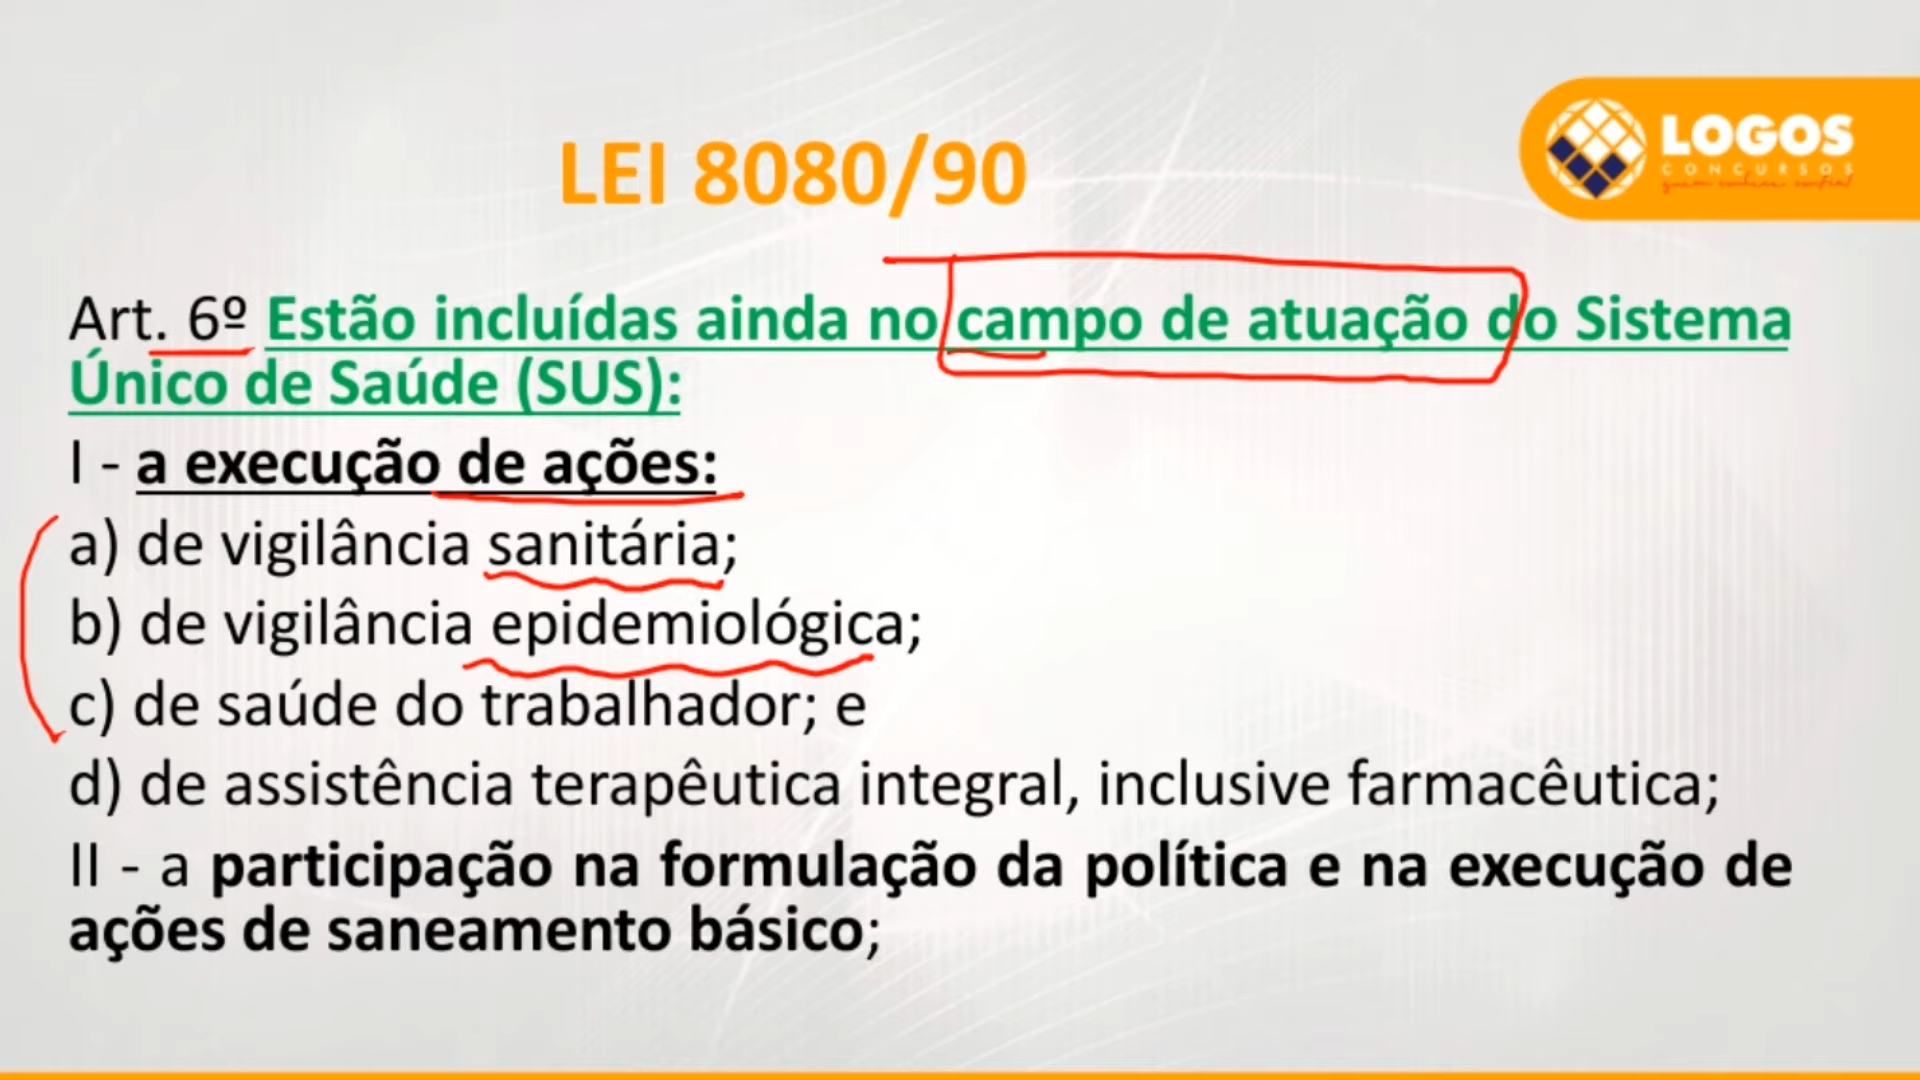 LEI 8080/90
LOGOS
CONCURSOS
Art. 6º Estão incluídas ainda no campo de atuação do Sistema
Único de Saúde (SUS):
I - a execução de ações:
a) de vigilância sanitária;
b) de vigilância epidemiológica;
c) de saúde do trabalhador; e
d) de assistência terapêutica integral, inclusive farmacêutica;
II - a participação na formulação da política e na execução de
ações de saneamento básico;